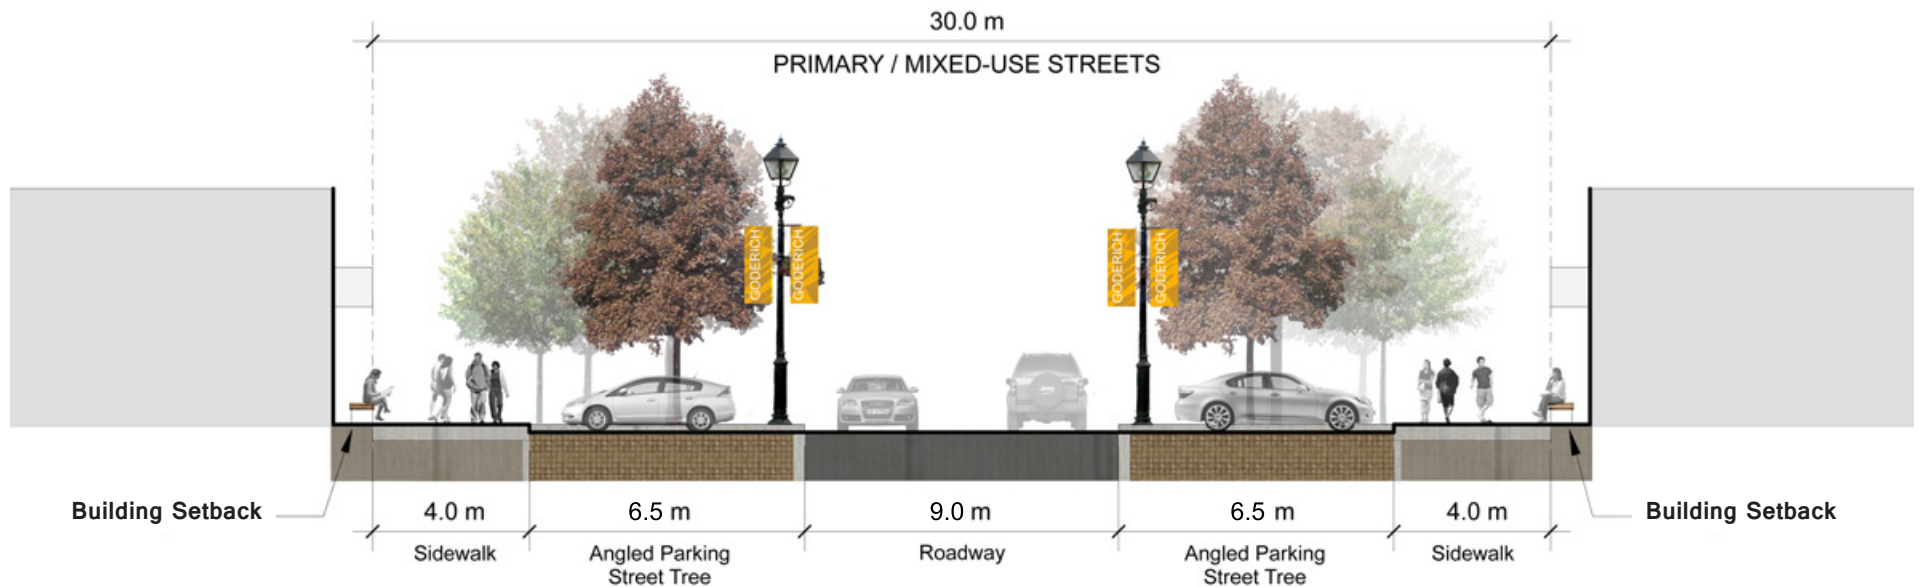 30.0 m
PRIMARY / MIXED-USE STREETS
GODERICH
GODERICH
GODERICH
GODERICH
Building Setback
4.0 m
6.5 m
9.0 m
6.5 m
4.0 m
Building Setback
Sidewalk
Angled Parking
Street Tree
Roadway
Angled Parking
Street Tree
Sidewalk